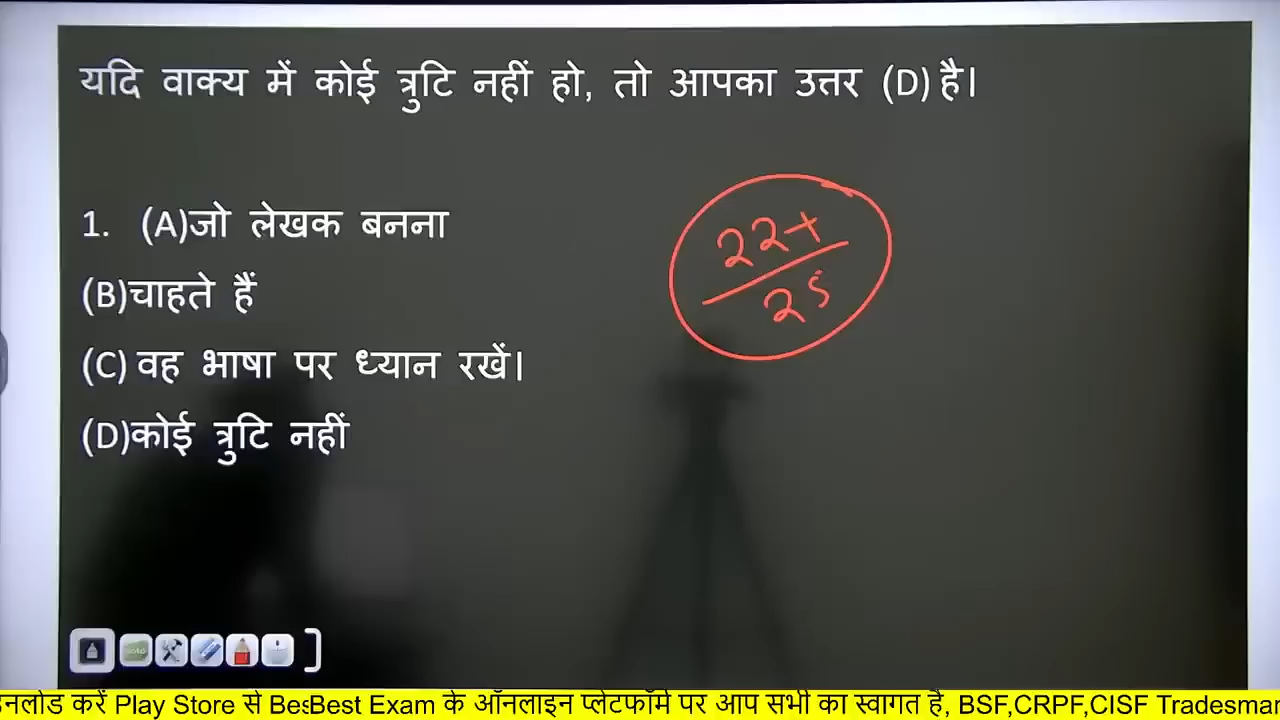 यदि वाक्य में कोई त्रुटि नहीं हो, तो आपका उत्तर (D) है।
1. (A)जो लेखक बनना
(B)चाहते हैं
(C) वह भाषा पर ध्यान रखें।
(D)कोई त्रुटि नहीं
22+
25
नलोड करें Play Store से BesBest Exam के ऑनलाइन प्लेटफॉर्म पर आप सभी का स्वागत है, BSF,CRPF,CISF Tradesmar